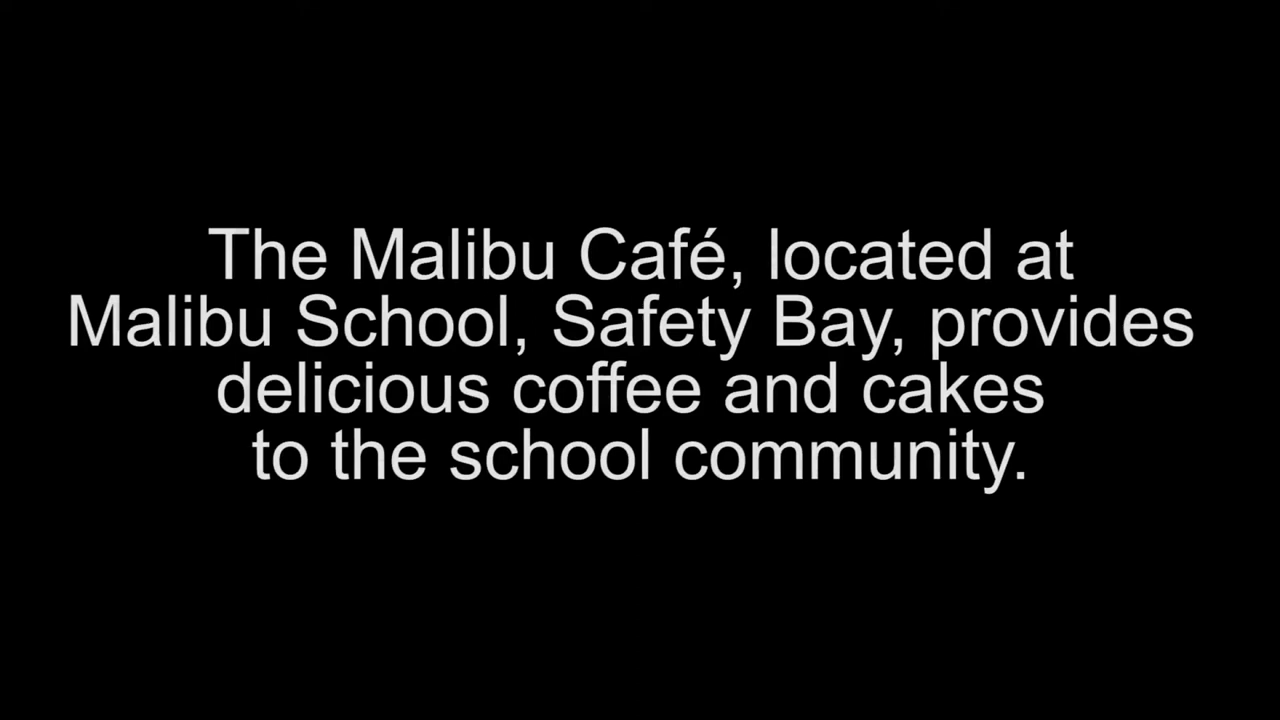 The Malibu Café, located at
Malibu School, Safety Bay, provides
delicious coffee and cakes
to the school community.